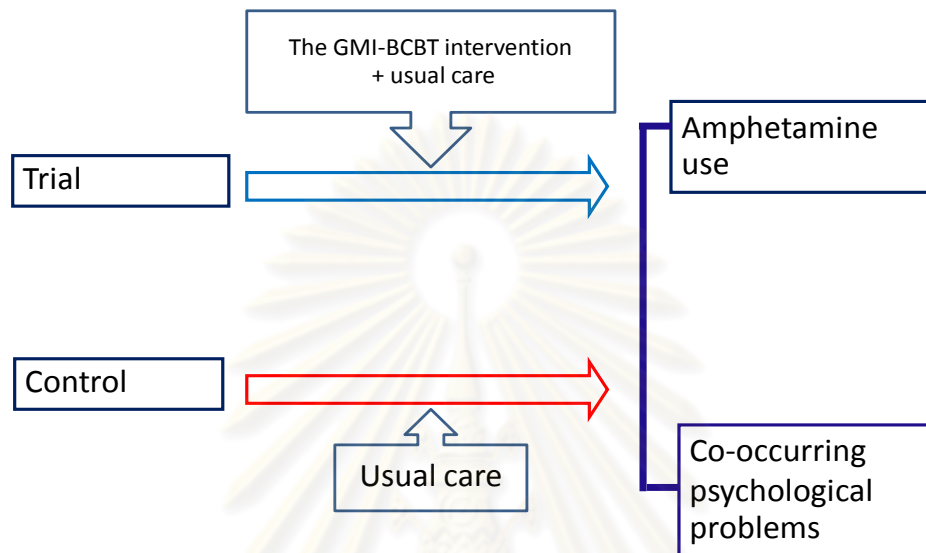 The GMI-BCBT intervention
+ usual care
Amphetamine
use
Trial
Control
Usual care
Co-occurring
psychological
problems